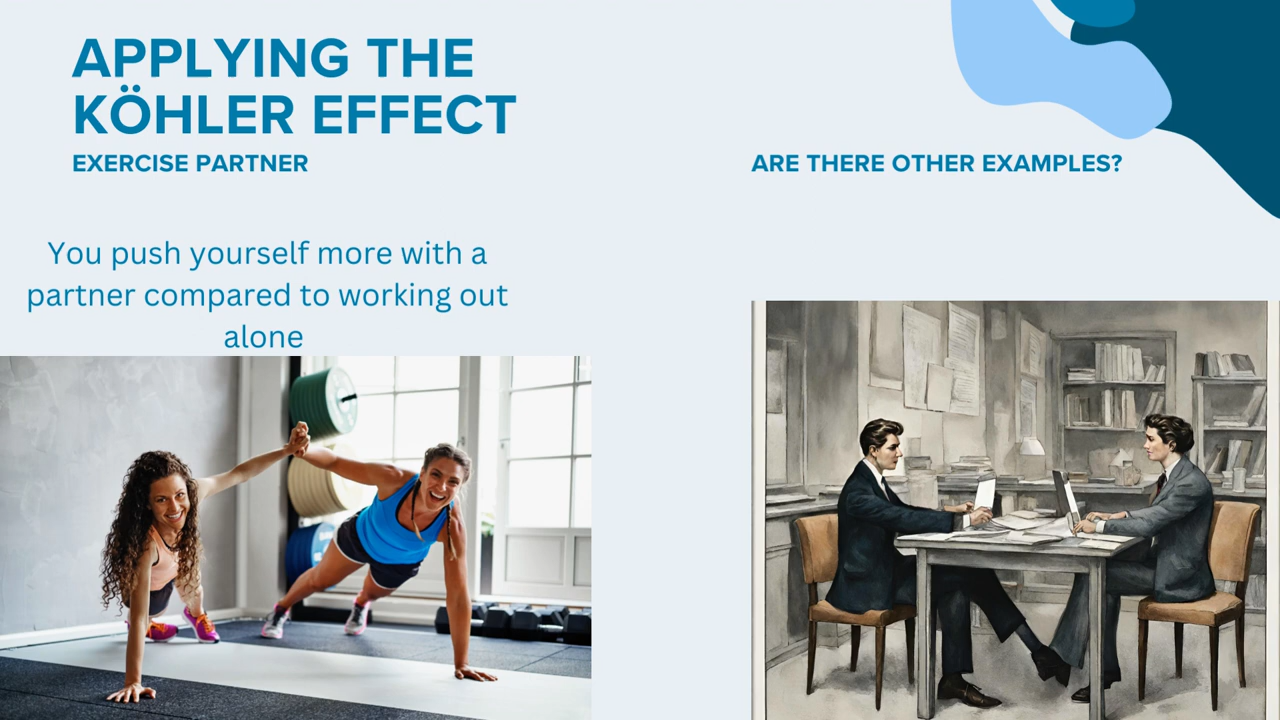 APPLYING THE
KÖHLER EFFECT
EXERCISE PARTNER
You push yourself more with a
partner compared to working out
alone
ARE THERE OTHER EXAMPLES?